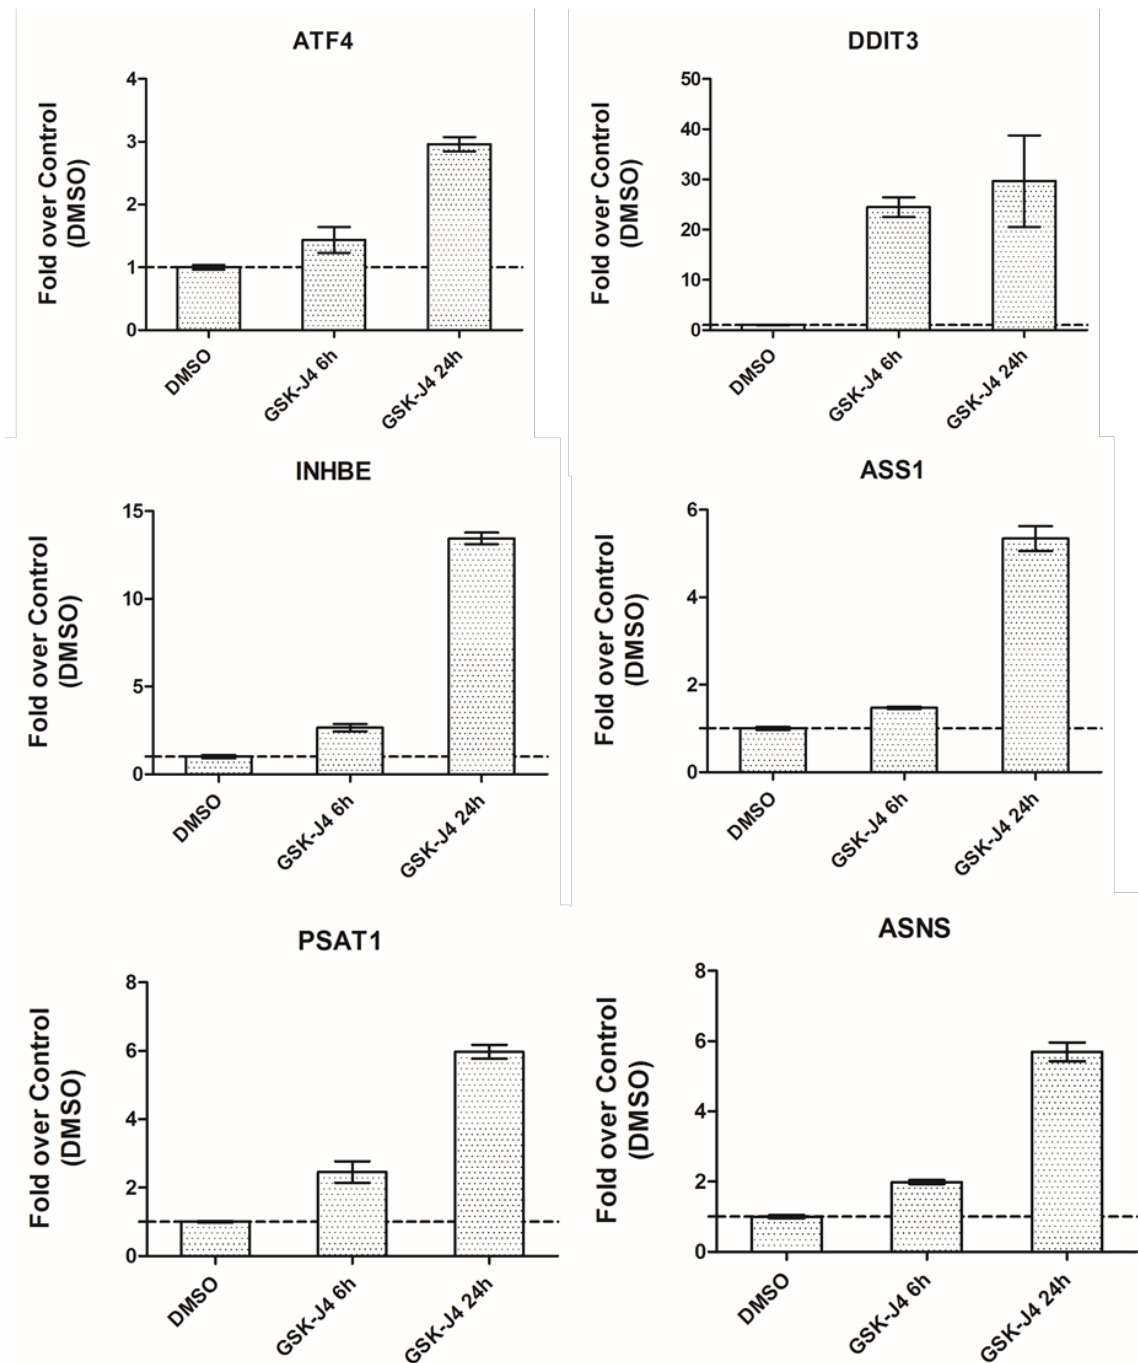 ATF4
Fold over Control
(DMSO)
4
3
2
1
0
DMSO
GSK-J4 6h
GSK-J4 24h
DDIT3
Fold over Control
(DMSO)
50
40
30
20
10
0
DMSO
GSK-J4 6h
GSK-J4 24h
INHBE
Fold over Control
(DMSO)
15
10
5
0
DMSO
GSK-J4 6h
GSK-J4 24h
ASS1
Fold over Control
(DMSO)
6
4
2
0
DMSO
GSK-J4 6h
GSK-J4 24h
PSAT1
Fold over Control
(DMSO)
8
6
4
2
0
DMSO
GSK-J4 6h
GSK-J4 24h
ASNS
Fold over Control
(DMSO)
8
6
4
2
0
DMSO
GSK-J4 6h
GSK-J4 24h